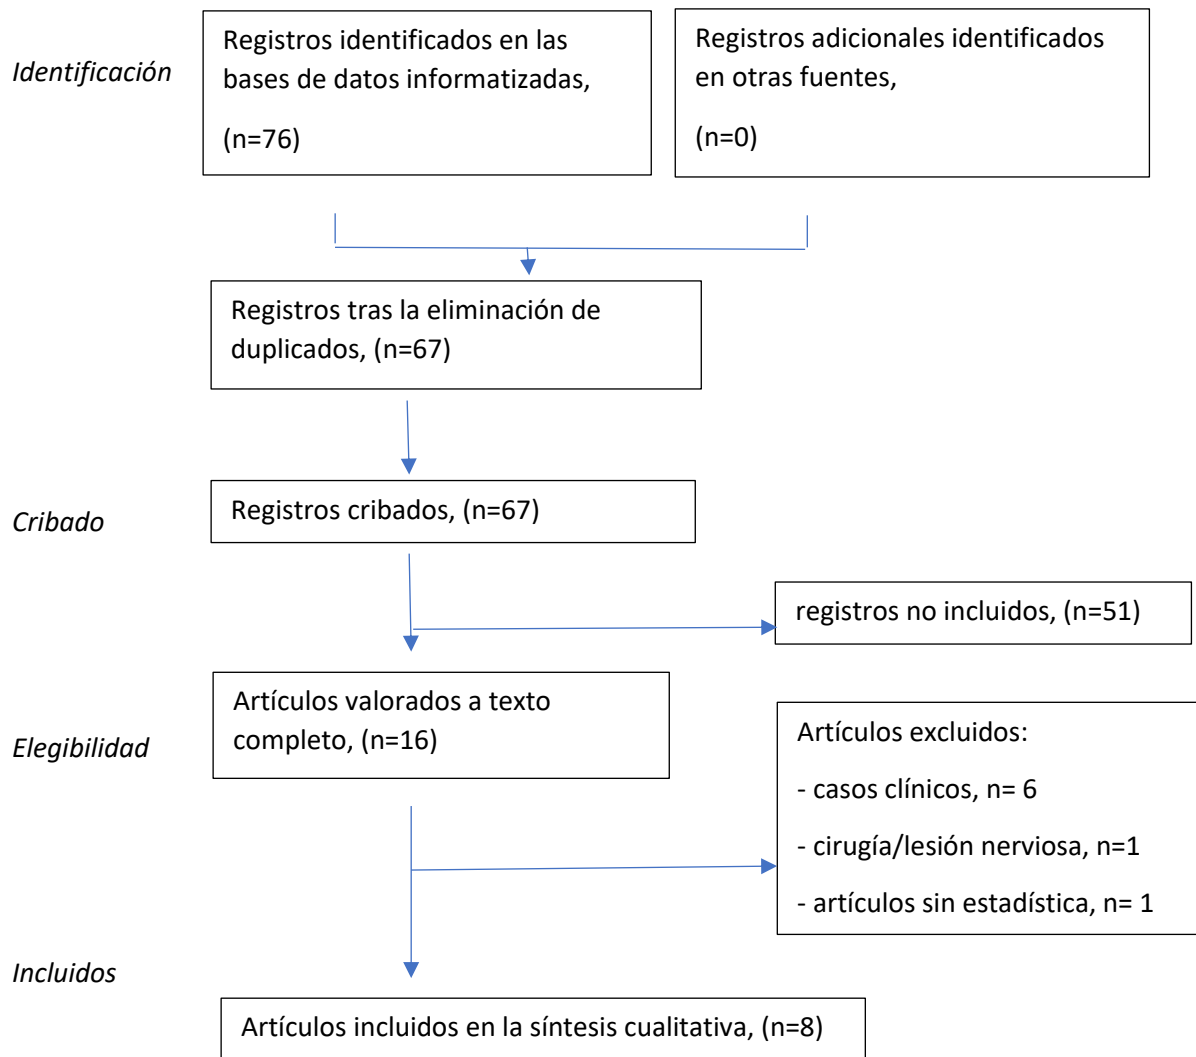 Identificación
Registros identificados en las
bases de datos informatizadas,
(n=76)
Registros adicionales identificados
en otras fuentes,
(n=0)
Registros tras la eliminación de
duplicados, (n=67)
Cribado
Registros cribados, (n=67)
registros no incluidos, (n=51)
Elegibilidad
Artículos valorados a texto
completo, (n=16)
Artículos excluidos:
- casos clínicos, n= 6
- cirugía/lesión nerviosa, n=1
- artículos sin estadística, n= 1
Incluidos
Artículos incluidos en la síntesis cualitativa, (n=8)